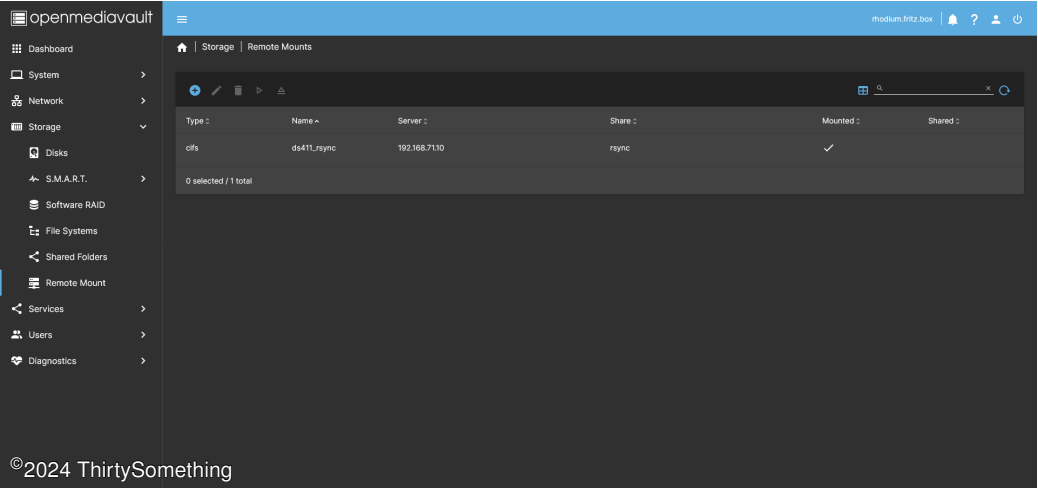 openmediavault
rhodium.fritz.box
?
Dashboard
System
Network
Storage
Disks
S.M.A.R.T.
Software RAID
File Systems
Shared Folders
Remote Mount
Services
Users
Diagnostics
Storage | Remote Mounts
Type Name Server Share Mounted Shared
cifs ds411_rsync 192.168.71.10 rsync
0 selected / 1 total
©2024 ThirtySomething